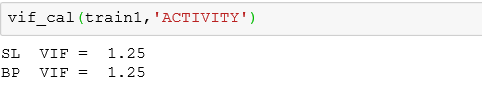 vif_cal(train1,'ACTIVITY')
SL  VIF =  1.25
BP  VIF =  1.25